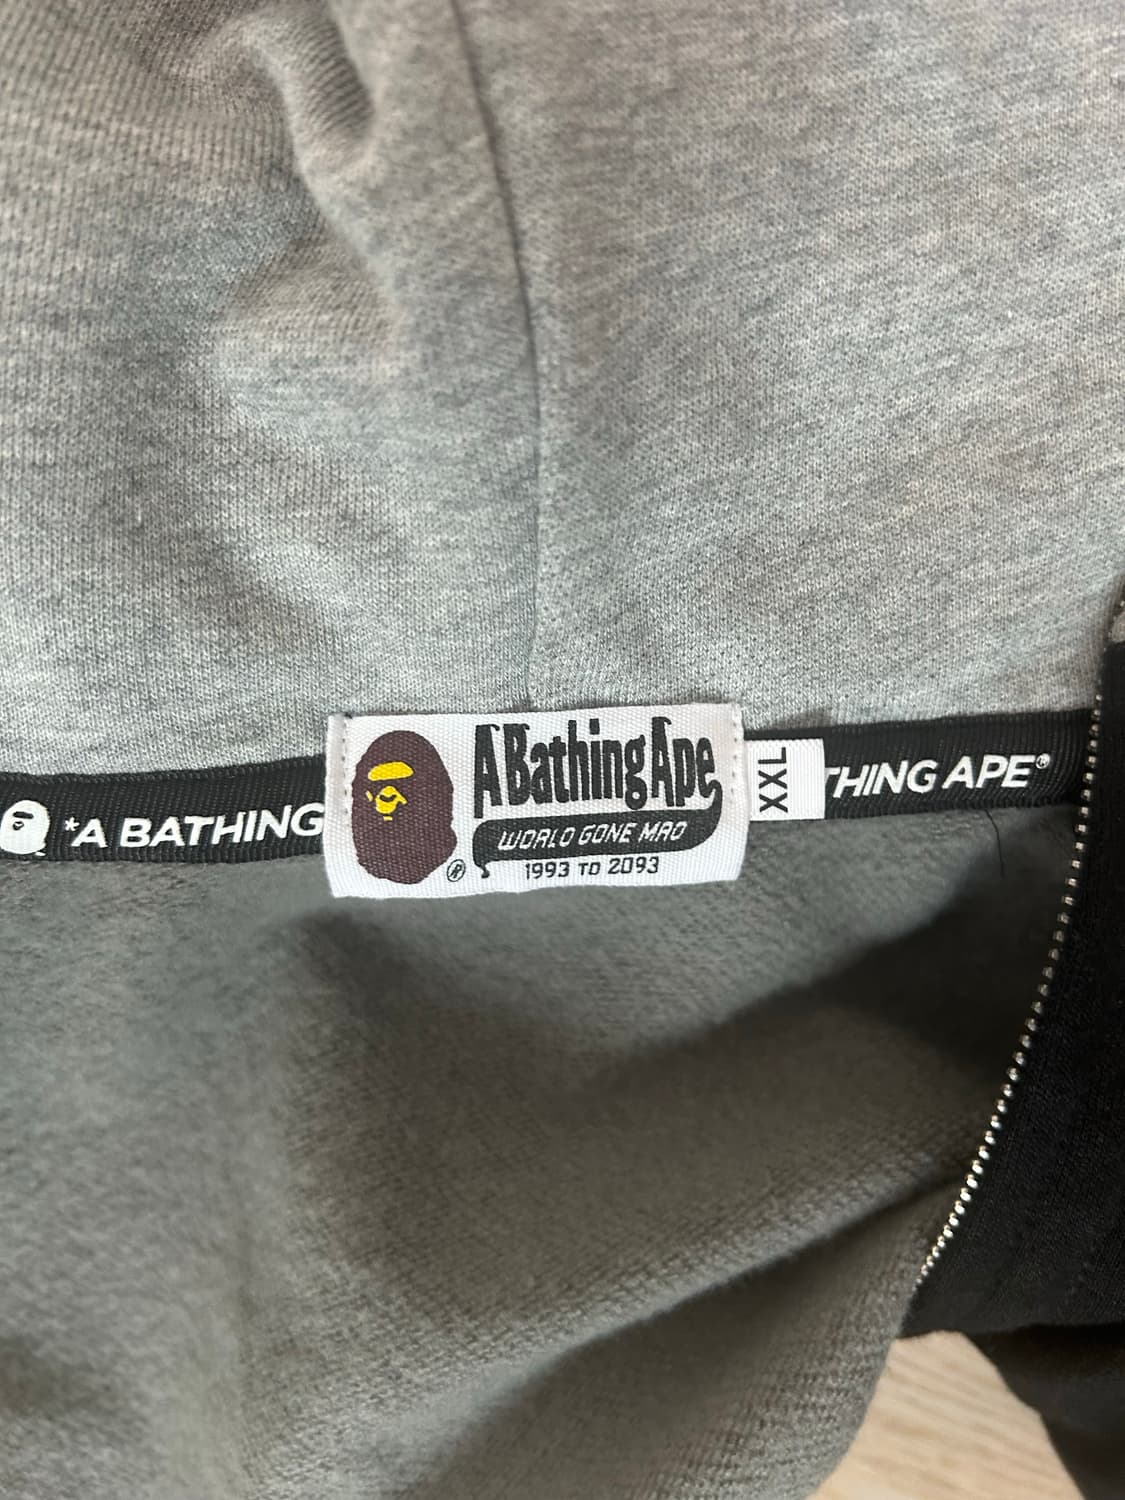 *A BATHING
A Bathing Ape
WORLD GONE MAD
1993 TO 2093
®
XXL
THING APE®